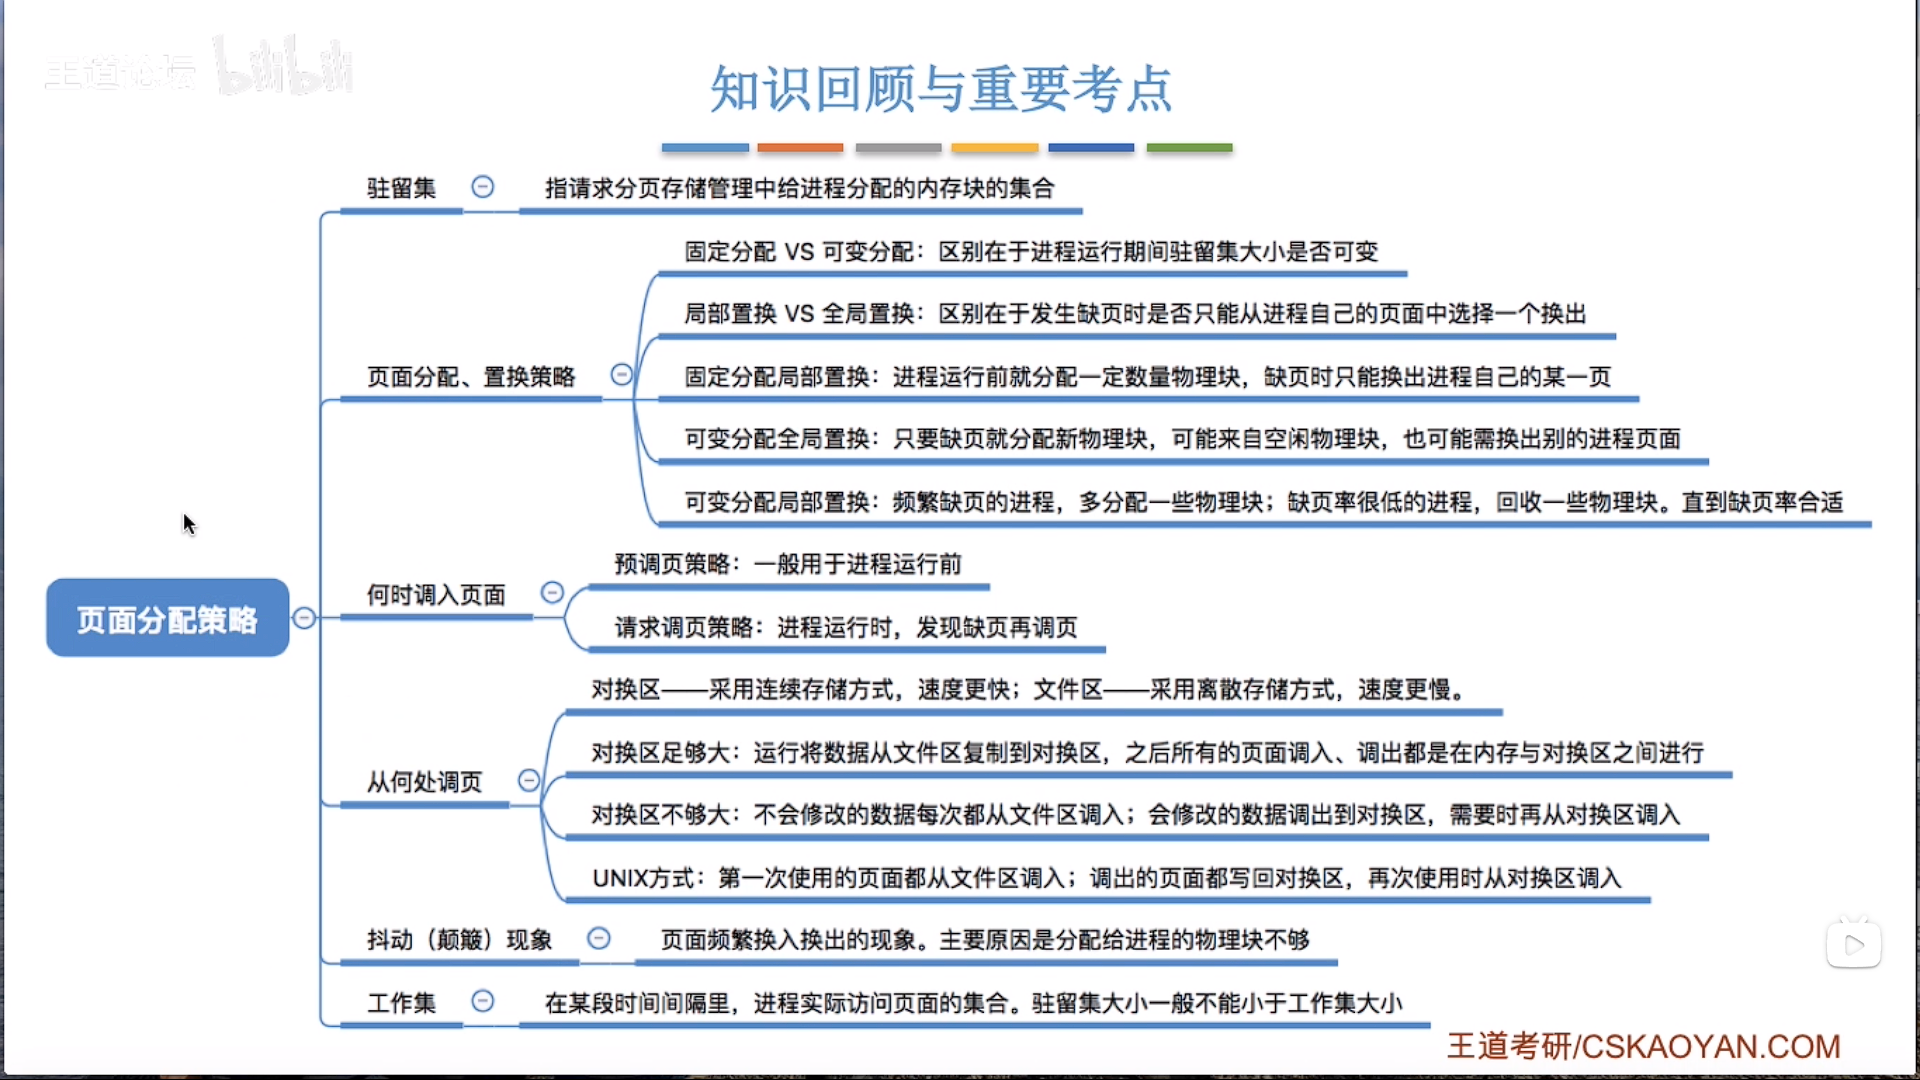 王道论坛 bilibili
知识回顾与重要考点
驻留集
指请求分页存储管理中给进程分配的内存块的集合
页面分配、置换策略
固定分配 VS 可变分配：区别在于进程运行期间驻留集大小是否可变
局部置换 VS 全局置换：区别在于发生缺页时是否只能从进程自己的页面中选择一个换出
固定分配局部置换：进程运行前就分配一定数量物理块，缺页时只能换出进程自己的某一页
可变分配全局置换：只要缺页就分配新物理块，可能来自空闲物理块，也可能需换出别的进程页面
可变分配局部置换：频繁缺页的进程，多分配一些物理块；缺页率很低的进程，回收一些物理块。直到缺页率合适
页面分配策略
何时调入页面
预调页策略：一般用于进程运行前
请求调页策略：进程运行时，发现缺页再调页
从何处调页
对换区——采用连续存储方式，速度更快；文件区——采用离散存储方式，速度更慢。
对换区足够大：运行将数据从文件区复制到对换区，之后所有的页面调入、调出都是在内存与对换区之间进行
对换区不够大：不会修改的数据每次都从文件区调入；会修改的数据调出到对换区，需要时再从对换区调入
UNIX方式：第一次使用的页面都从文件区调入；调出的页面都写回对换区，再次使用时从对换区调入
抖动（颠簸）现象
页面频繁换入换出的现象。主要原因是分配给进程的物理块不够
工作集
在某段时间间隔里，进程实际访问页面的集合。驻留集大小一般不能小于工作集大小
王道考研/CSKAOYAN.COM